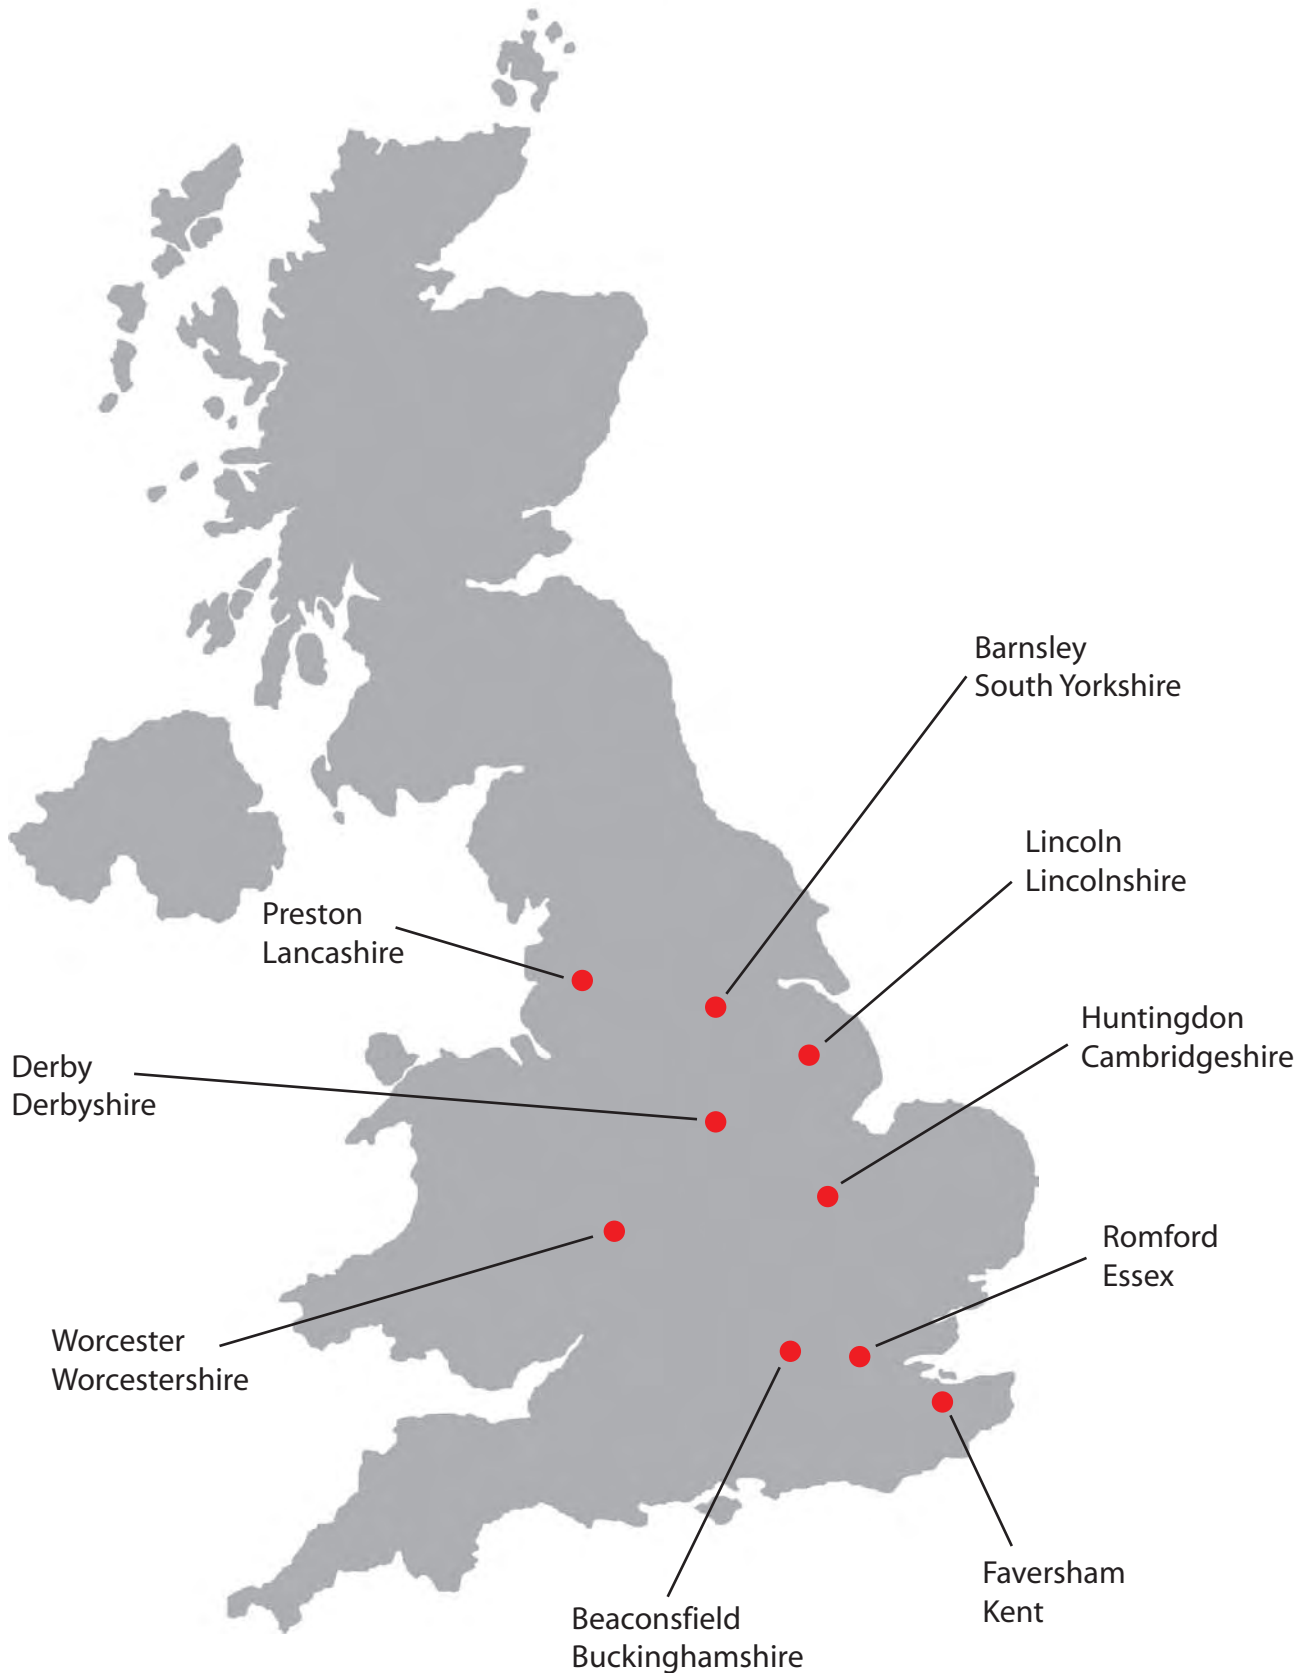 Barnsley
South Yorkshire
Lincoln
Lincolnshire
Preston
Lancashire
Huntingdon
Cambridgeshire
Derby
Derbyshire
Romford
Essex
Worcester
Worcestershire
Faversham
Kent
Beaconsfield
Buckinghamshire